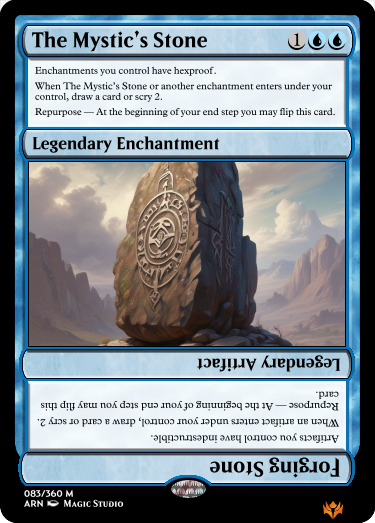 The Mystic's Stone 1
Enchantments you control have hexproof.
When The Mystic's Stone or another enchantment enters under your
control, draw a card or scry 2.
Repurpose — At the beginning of your end step you may flip this card.
Legendary Enchantment
Forging Stone
Artifacts you control have indestructible.
When an artifact enters under your control, draw a card or scry 2.
Repurpose — At the beginning of your end step you may flip this
card.
Legendary Artifact
083/360 M
ARN Magic Studio